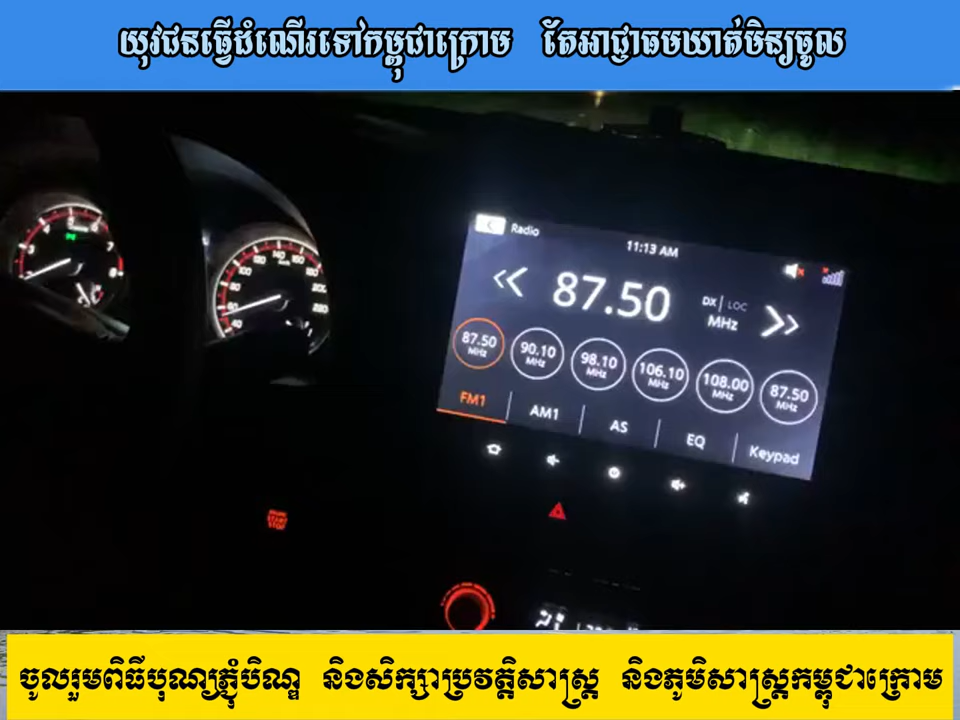 យុវជនធ្វើដំណើរទៅកម្ពុជាក្រោម តែអាជ្ញាធមឃាត់មិនឲ្យចូល
Radio
11:13 AM
87.50
DX | LOC
MHz
87.50 MHz 90.10 MHz 98.10 MHz 106.10 MHz 108.00 MHz 87.50 MHz
FM1 AM1 AS EQ Keypad
ចូលរួមពិធីបុណ្យភ្ជុំបិណ្ឌ និងសិក្សាប្រវត្តិសាស្ត្រ និងភូមិសាស្ត្រកម្ពុជាក្រោម